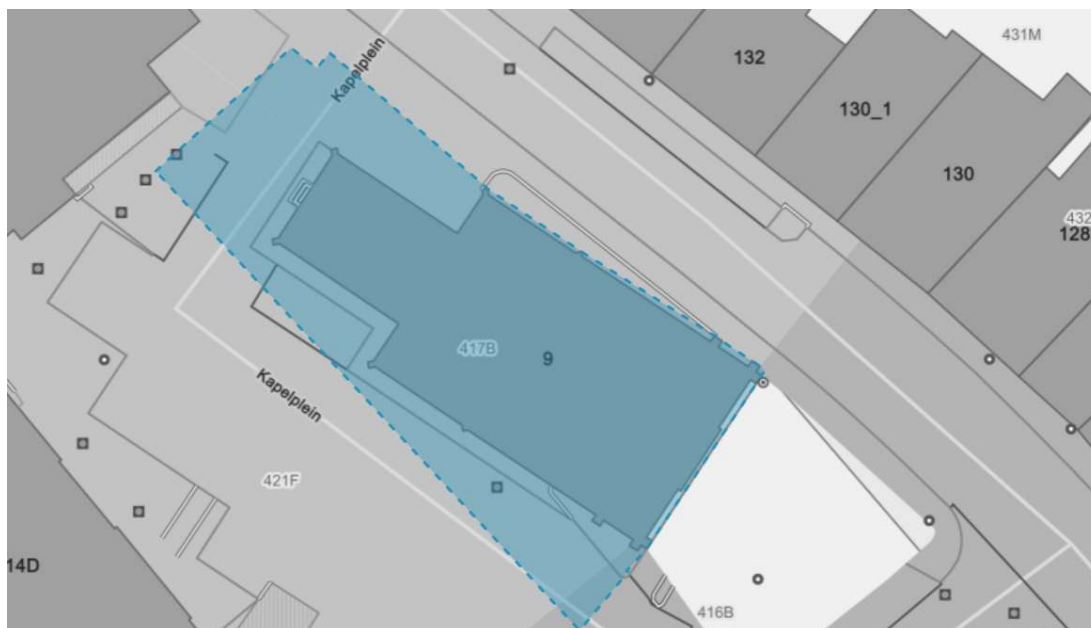 431M
132
Kapelplein
130_1
130
432
128
417B
9
Kapelplein
421F
14D
416B